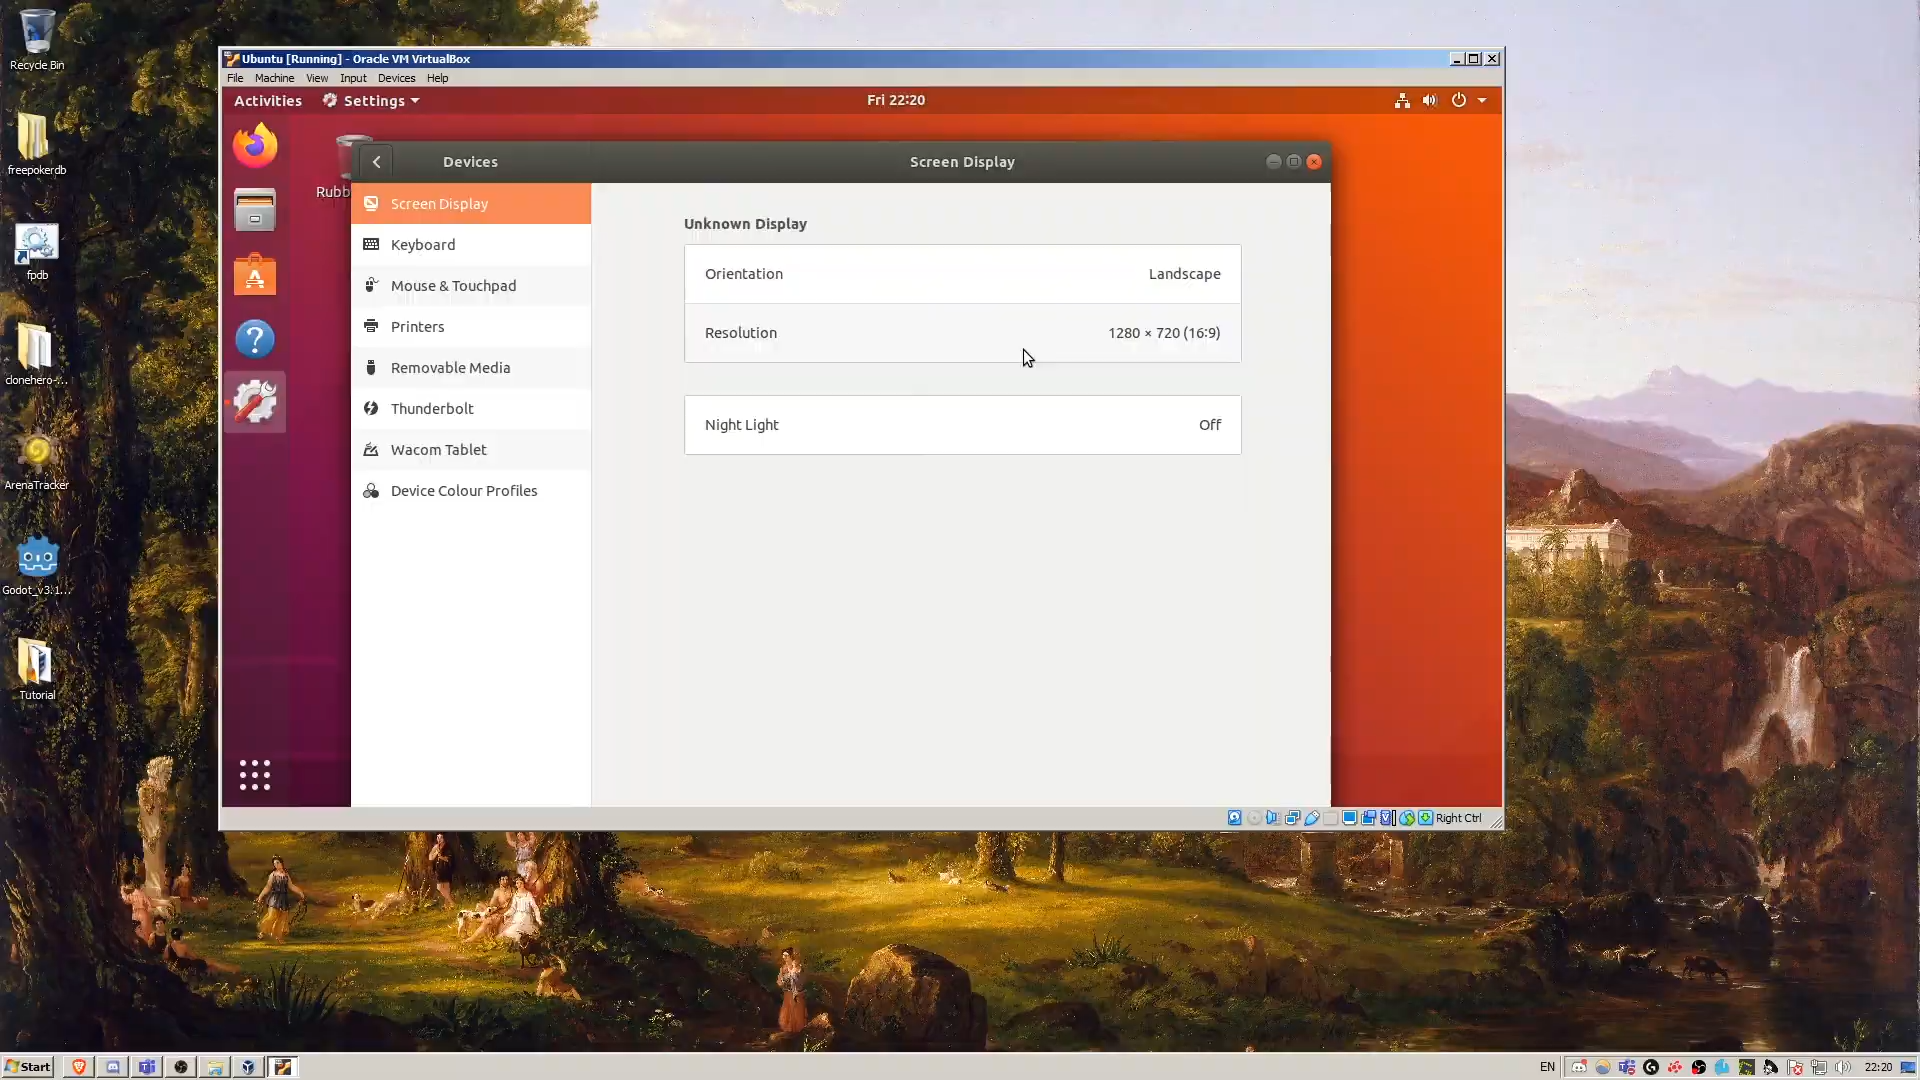 Recycle Bin
freepokerdb
fpdb
clonehero-...
ArenaTracker
Godot_v3.1...
Tutorial
Ubuntu [Running] - Oracle VM VirtualBox
File Machine View Input Devices Help
Activities Settings Fri 22:20
Rubb
Devices Screen Display
Screen Display
Keyboard
Mouse & Touchpad
Printers
Removable Media
Thunderbolt
Wacom Tablet
Device Colour Profiles
Unknown Display
Orientation Landscape
Resolution 1280 × 720 (16:9)
Night Light Off
Right Ctrl
Start EN 22:20